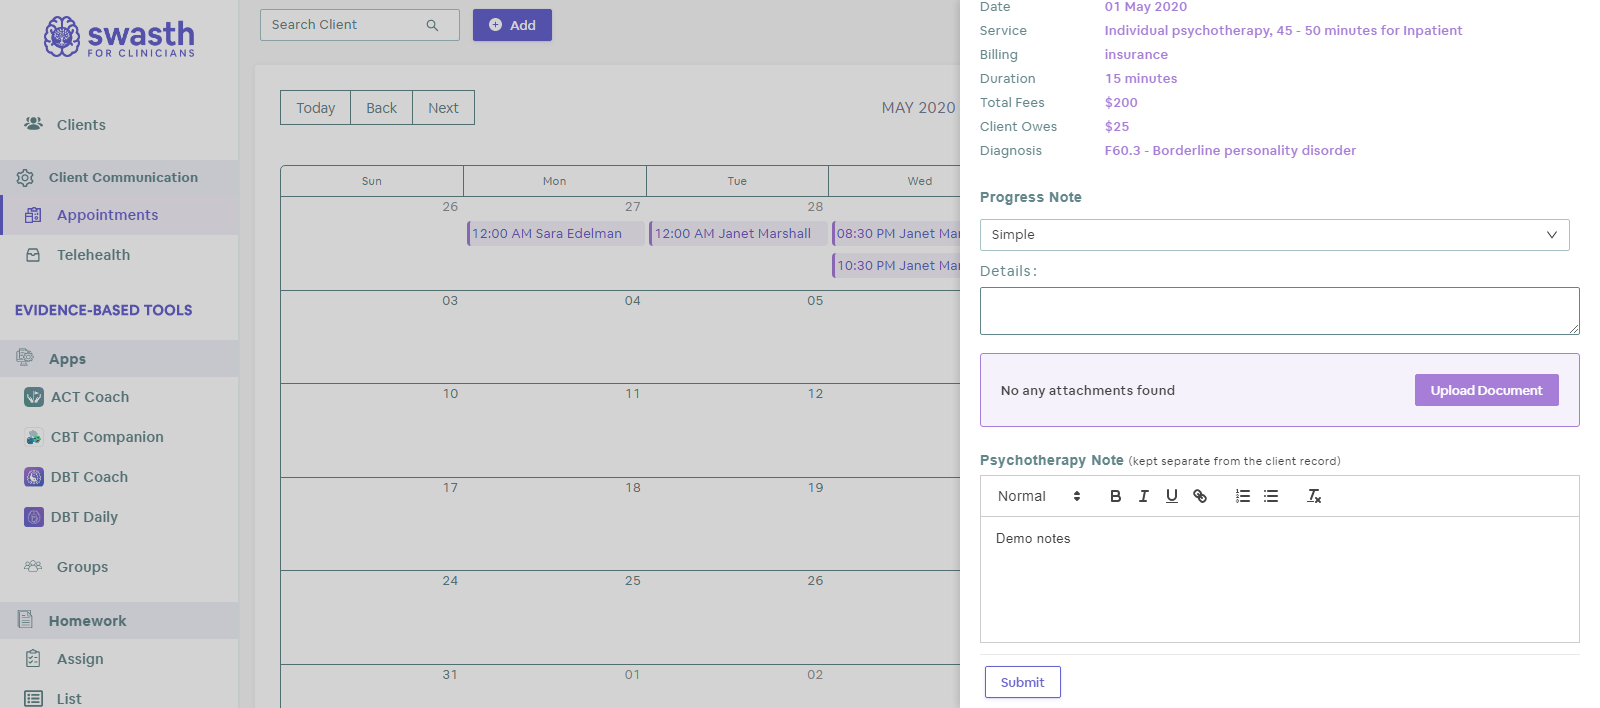 swasth
FOR CLINICIANS
Clients
Client Communication
Appointments
Telehealth
EVIDENCE-BASED TOOLS
Apps
ACT Coach
CBT Companion
DBT Coach
DBT Daily
Groups
Homework
Assign
List
Search Client
Add
Today Back Next
MAY 2020
Sun Mon Tue Wed
26 27 28
12:00 AM Sara Edelman 12:00 AM Janet Marshall 08:30 PM Janet Mar
10:30 PM Janet Mar
03 04 05
10 11 12
17 18 19
24 25 26
31 01 02
Date 01 May 2020
Service Individual psychotherapy, 45 - 50 minutes for Inpatient
Billing insurance
Duration 15 minutes
Total Fees $200
Client Owes $25
Diagnosis F60.3 - Borderline personality disorder
Progress Note
Simple
Details :
No any attachments found
Upload Document
Psychotherapy Note (kept separate from the client record)
Normal B I U
Demo notes
Submit